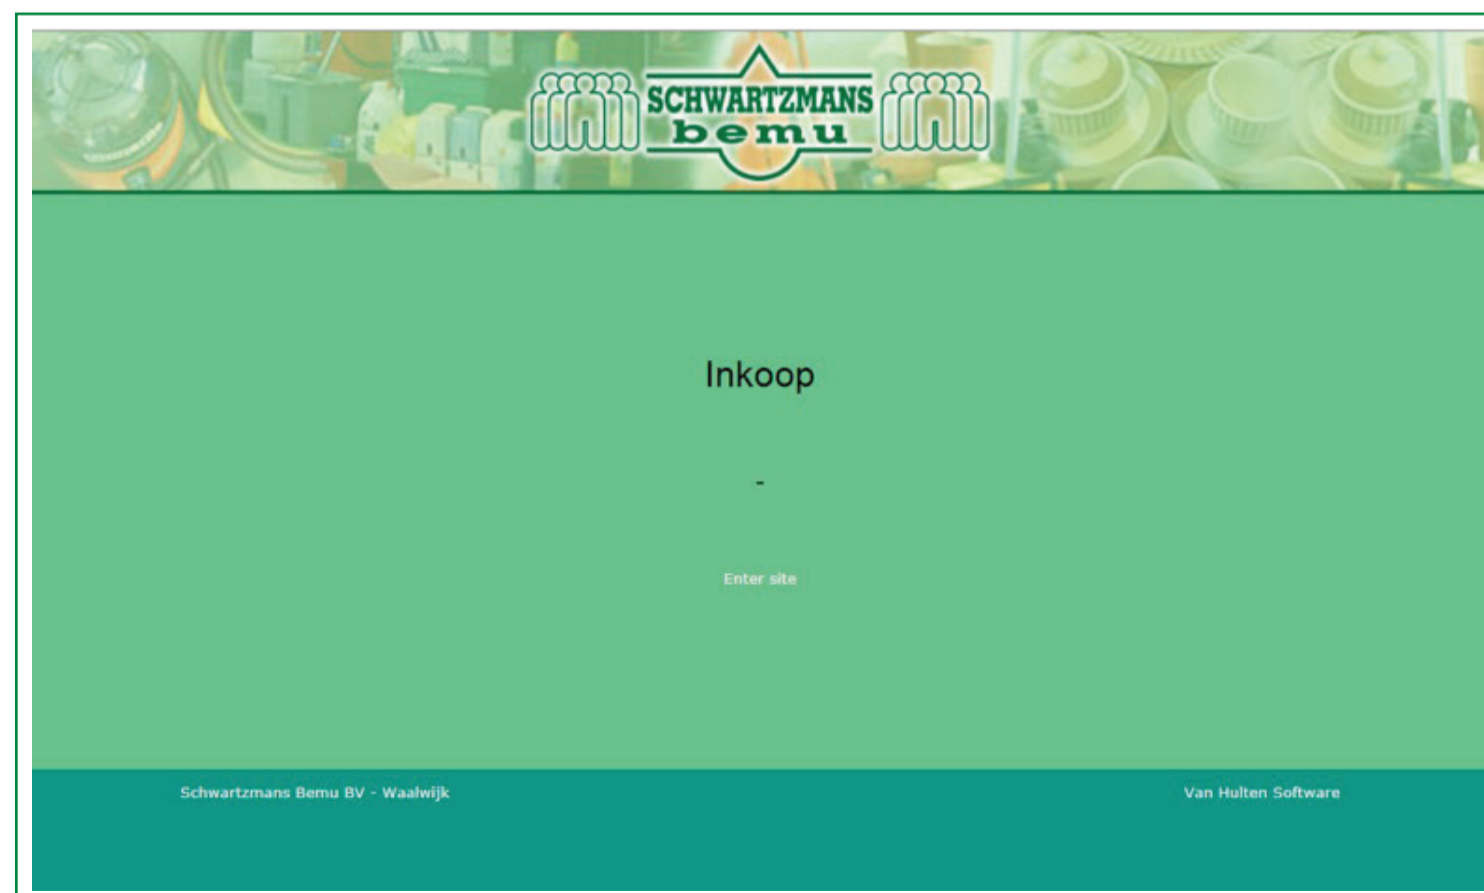 SCHWARTZMANS
bemu
Inkoop
-
Enter site
Schwartzmans Bemu BV - Waalwijk
Van Hulten Software